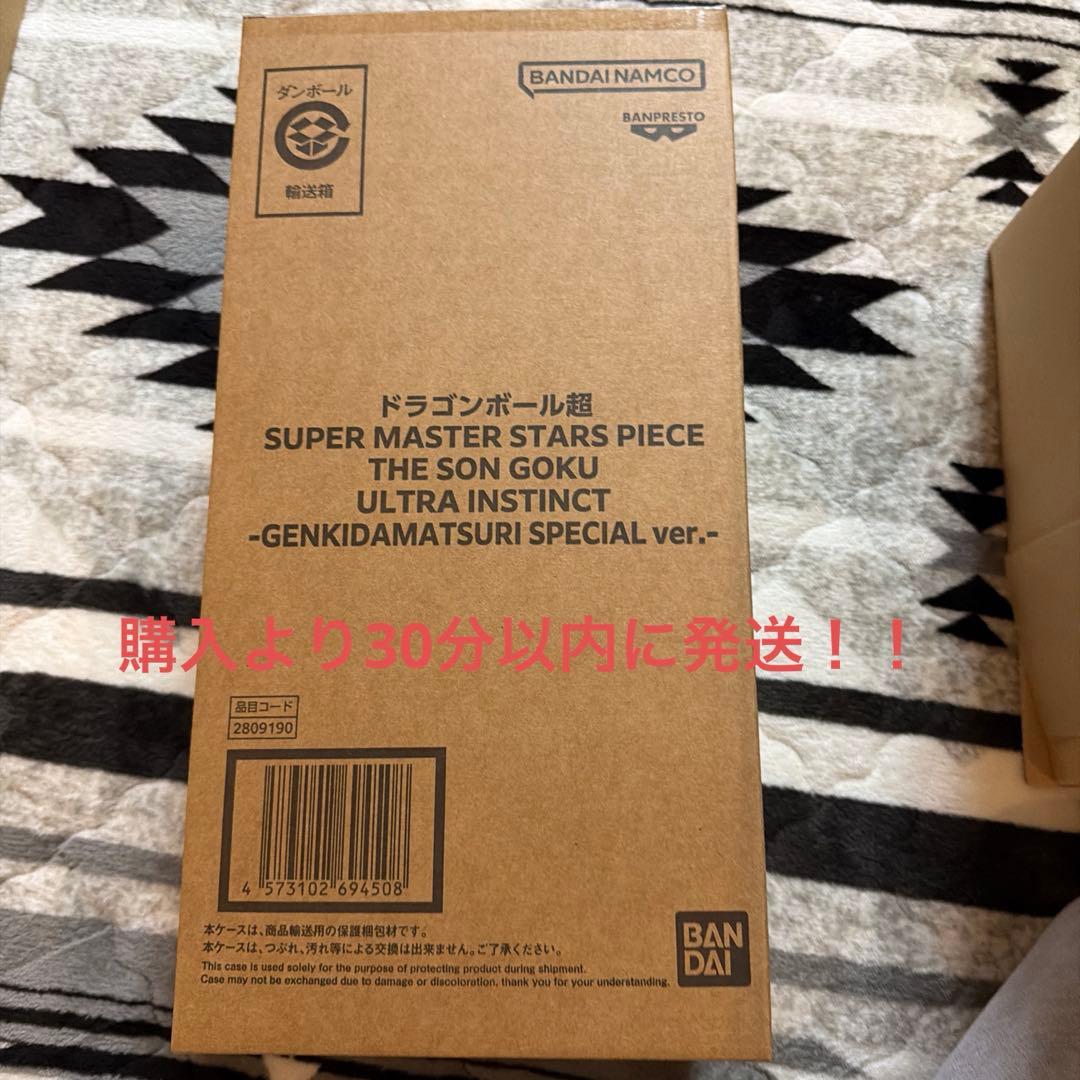 ダンボール
輸送箱
BANDAI NAMCO
BANPRESTO
ドラゴンボール超
SUPER MASTER STARS PIECE
THE SON GOKU
ULTRA INSTINCT
-GENKIDAMATSURI SPECIAL ver.-
購入より30分以内に発送！！
品目コード
2809190
4 573102 694508
本ケースは、商品輸送用の保護梱包材です。
本ケースは、つぶれ、汚れ等による交換は出来ません。ご了承ください。
This case is used solely for the purpose of protecting product during shipment.
Case may not be exchanged due to damage or discoloration, thank you for your understanding.
BAN
DAI